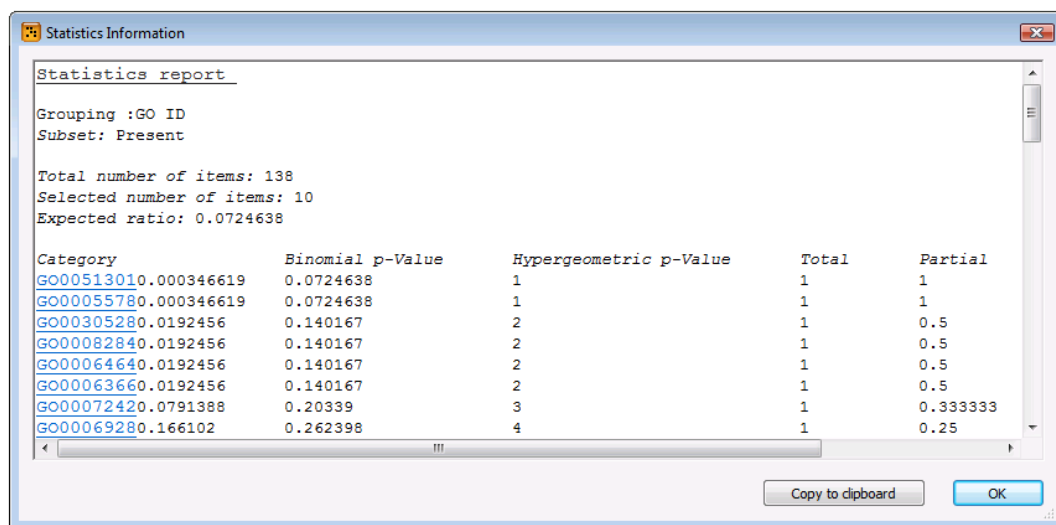 Statistics Information
Statistics report
Grouping :GO ID
Subset: Present
Total number of items: 138
Selected number of items: 10
Expected ratio: 0.0724638
Category Binomial p-Value Hypergeometric p-Value Total Partial
GO00513010.000346619 0.0724638 1 1 1
GO00055780.000346619 0.0724638 1 1 1
GO00305280.0192456 0.140167 2 1 0.5
GO00082840.0192456 0.140167 2 1 0.5
GO00064640.0192456 0.140167 2 1 0.5
GO00063660.0192456 0.140167 2 1 0.5
GO00072420.0791388 0.20339 3 1 0.333333
GO00069280.166102 0.262398 4 1 0.25
Copy to clipboard OK